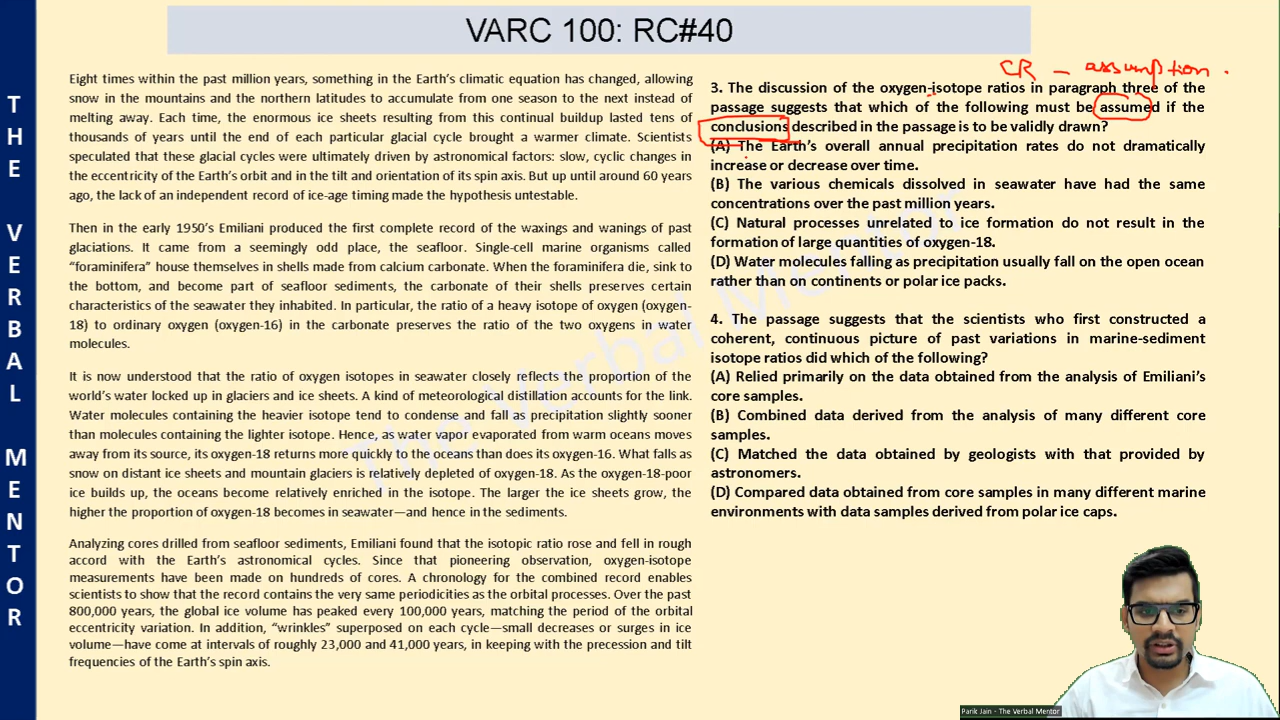 VARC 100: RC#40
THE VERBAL MENTOR
Eight times within the past million years, something in the Earth's climatic equation has changed, allowing
snow in the mountains and the northern latitudes to accumulate from one season to the next instead of
melting away. Each time, the enormous ice sheets resulting from this continual buildup lasted tens of
thousands of years until the end of each particular glacial cycle brought a warmer climate. Scientists
speculated that these glacial cycles were ultimately driven by astronomical factors: slow, cyclic changes in
the eccentricity of the Earth's orbit and in the tilt and orientation of its spin axis. But up until around 60 years
ago, the lack of an independent record of ice-age timing made the hypothesis untestable.
Then in the early 1950's Emiliani produced the first complete record of the waxings and wanings of past
glaciations. It came from a seemingly odd place, the seafloor. Single-cell marine organisms called
"foraminifera" house themselves in shells made from calcium carbonate. When the foraminifera die, sink to
the bottom, and become part of seafloor sediments, the carbonate of their shells preserves certain
characteristics of the seawater they inhabited. In particular, the ratio of a heavy isotope of oxygen (oxygen-
18) to ordinary oxygen (oxygen-16) in the carbonate preserves the ratio of the two oxygens in water
molecules.
It is now understood that the ratio of oxygen isotopes in seawater closely reflects the proportion of the
world's water locked up in glaciers and ice sheets. A kind of meteorological distillation accounts for the link.
Water molecules containing the heavier isotope tend to condense and fall as precipitation slightly sooner
than molecules containing the lighter isotope. Hence, as water vapor evaporated from warm oceans moves
away from its source, its oxygen-18 returns more quickly to the oceans than does its oxygen-16. What falls as
snow on distant ice sheets and mountain glaciers is relatively depleted of oxygen-18. As the oxygen-18-poor
ice builds up, the oceans become relatively enriched in the isotope. The larger the ice sheets grow, the
higher the proportion of oxygen-18 becomes in seawater—and hence in the sediments.
Analyzing cores drilled from seafloor sediments, Emiliani found that the isotopic ratio rose and fell in rough
accord with the Earth's astronomical cycles. Since that pioneering observation, oxygen-isotope
measurements have been made on hundreds of cores. A chronology for the combined record enables
scientists to show that the record contains the very same periodicities as the orbital processes. Over the past
800,000 years, the global ice volume has peaked every 100,000 years, matching the period of the orbital
eccentricity variation. In addition, "wrinkles" superposed on each cycle—small decreases or surges in ice
volume—have come at intervals of roughly 23,000 and 41,000 years, in keeping with the precession and tilt
frequencies of the Earth's spin axis.
CR - assumption.
3. The discussion of the oxygen-isotope ratios in paragraph three of the
passage suggests that which of the following must be assumed if the
conclusions described in the passage is to be validly drawn?
(A) The Earth's overall annual precipitation rates do not dramatically
increase or decrease over time.
(B) The various chemicals dissolved in seawater have had the same
concentrations over the past million years.
(C) Natural processes unrelated to ice formation do not result in the
formation of large quantities of oxygen-18.
(D) Water molecules falling as precipitation usually fall on the open ocean
rather than on continents or polar ice packs.
4. The passage suggests that the scientists who first constructed a
coherent, continuous picture of past variations in marine-sediment
isotope ratios did which of the following?
(A) Relied primarily on the data obtained from the analysis of Emiliani's
core samples.
(B) Combined data derived from the analysis of many different core
samples.
(C) Matched the data obtained by geologists with that provided by
astronomers.
(D) Compared data obtained from core samples in many different marine
environments with data samples derived from polar ice caps.
The Verbal Mentor
Parik Jain - The Verbal Mentor